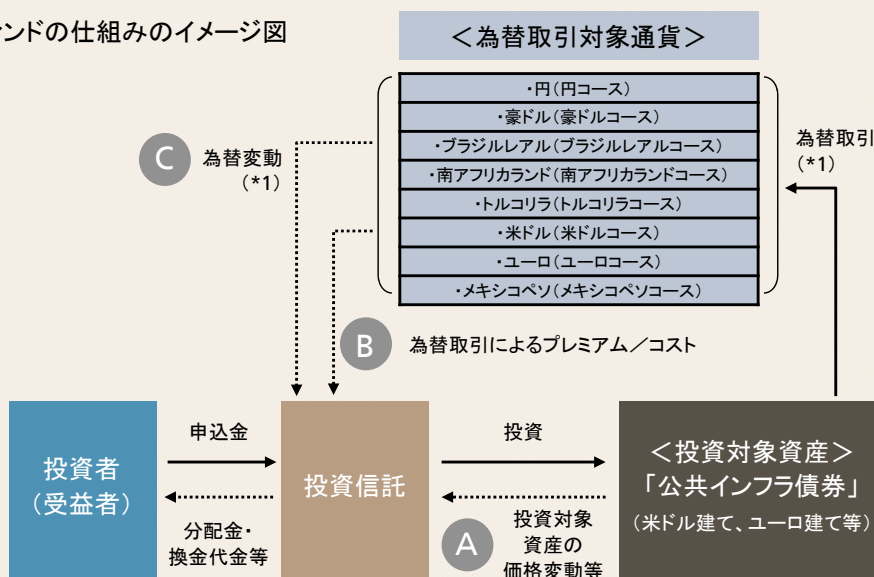 ァンドの仕組みのイメージ図
＜為替取引対象通貨＞
・円（円コース）
・豪ドル（豪ドルコース）
・ブラジルレアル（ブラジルレアルコース）
・南アフリカランド（南アフリカランドコース）
・トルコリラ（トルコリラコース）
・米ドル（米ドルコース）
・ユーロ（ユーロコース）
・メキシコペソ（メキシコペソコース）
C
為替変動
（*1）
為替取引
（*1）
B
為替取引によるプレミアム／コスト
投資者
（受益者）
申込金
分配金・
換金代金等
投資信託
投資
A
投資対象
資産の
価格変動等
＜投資対象資産＞
「公共インフラ債券」
（米ドル建て、ユーロ建て等）